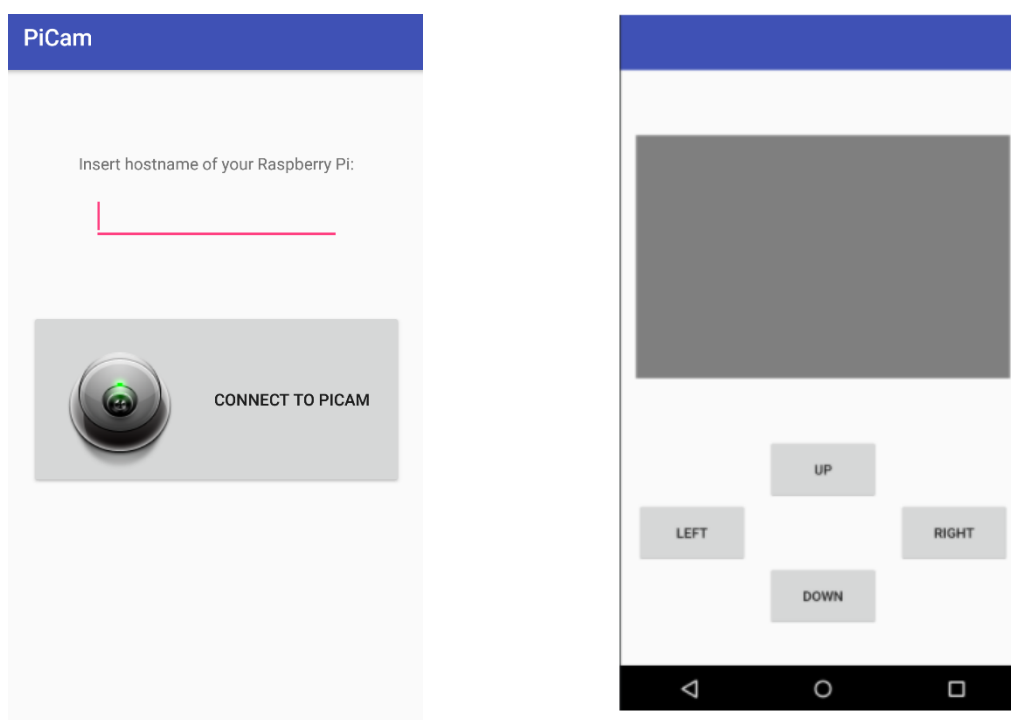 PiCam
Insert hostname of your Raspberry Pi:
CONNECT TO PICAM
UP
LEFT
RIGHT
DOWN